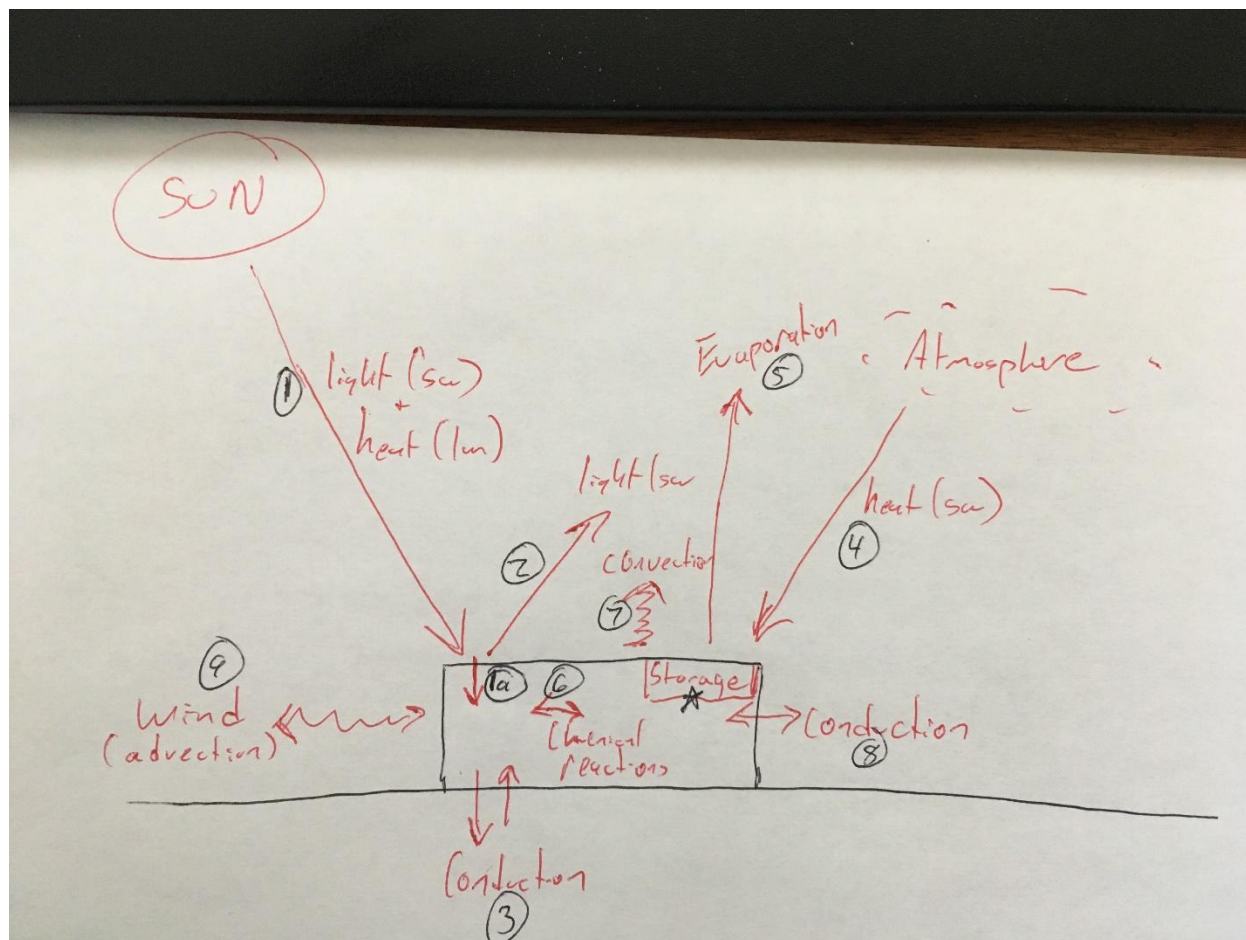 SUN
① light (sw)
+
heat (lw)
light (sw
②
Evaporation
⑤
Atmosphere
heat (sw)
④
convection
⑦
⑨
Wind
(advection)
1a ⑥
Storage
Chemical
reactions
Conduction
⑧
Conduction
③